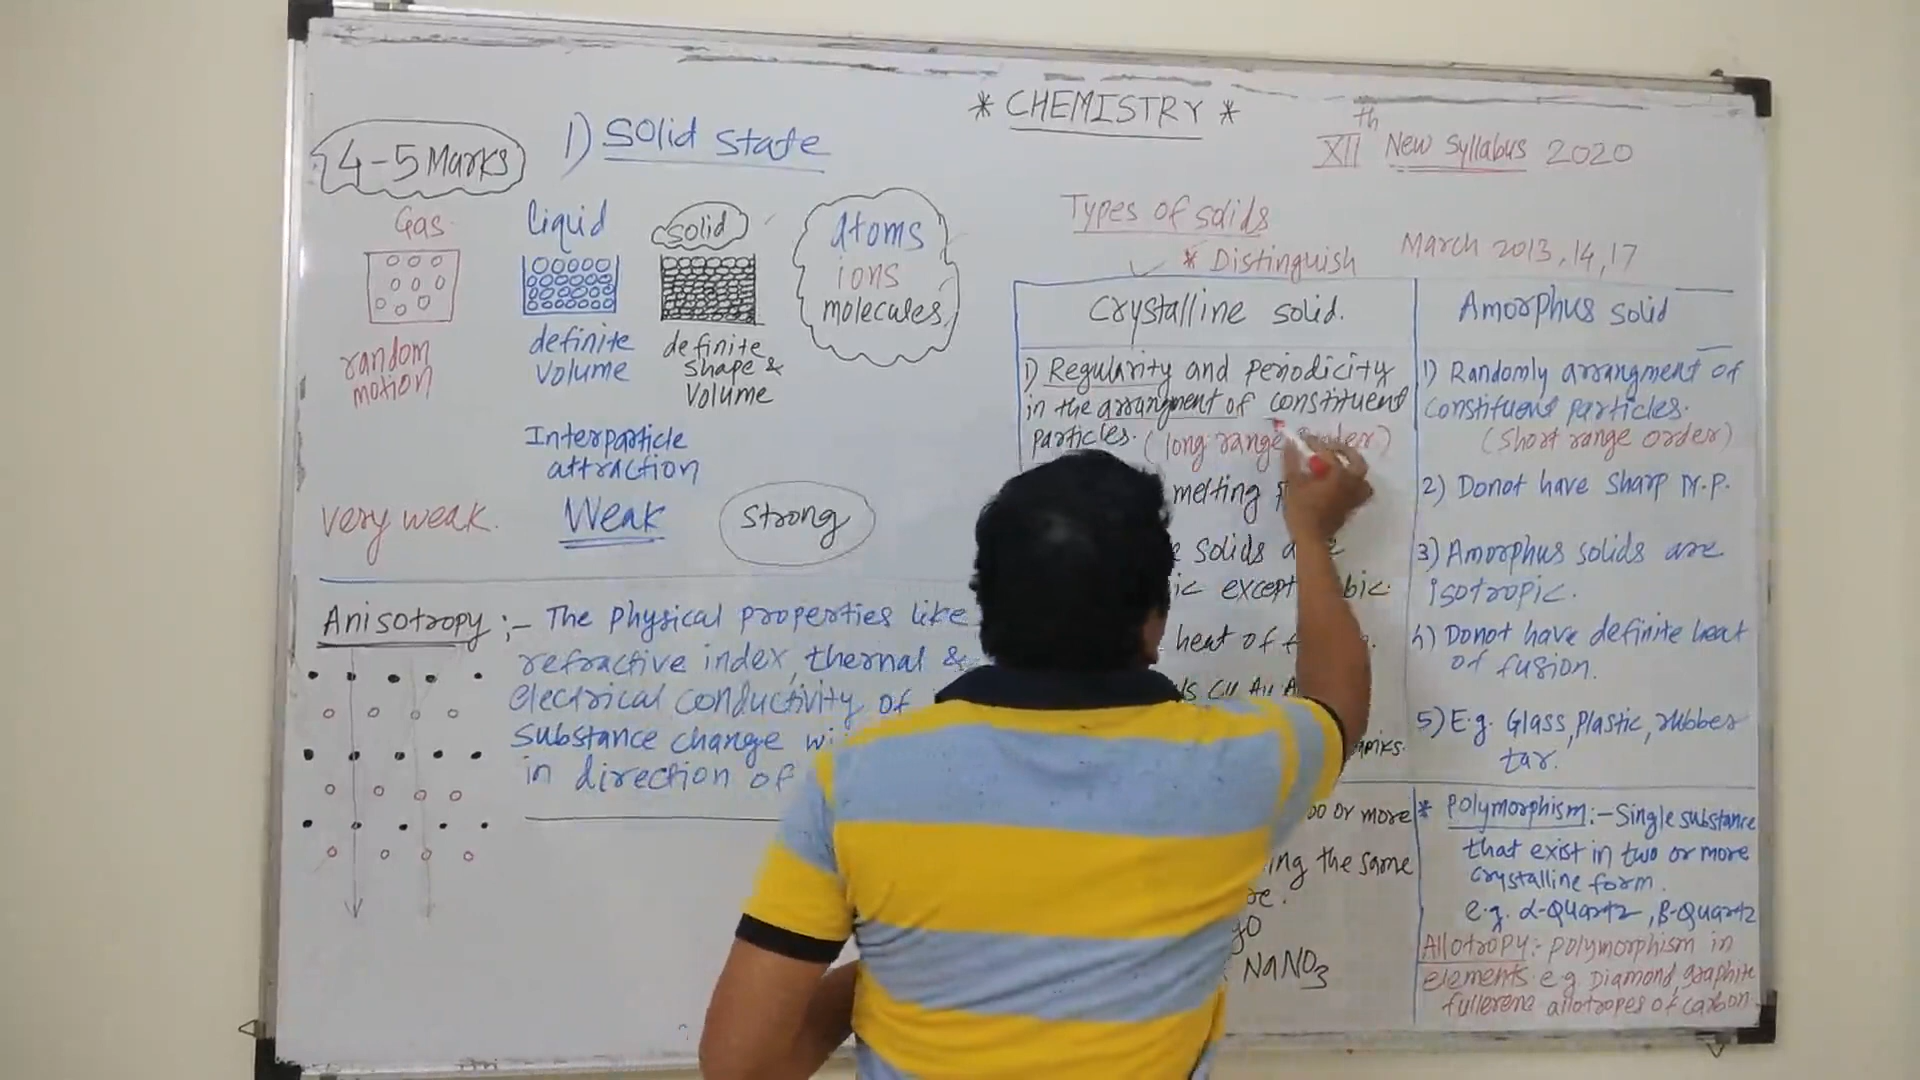 * CHEMISTRY *
XIIth New Syllabus 2020
4-5 Marks
1) Solid State
Gas
liquid
solid
atoms
ions
molecules
random
motion
definite
volume
definite
shape &
volume
Interparticle
attraction
very weak.
Weak
strong
Anisotropy :- The physical properties like
refractive index, thernal &
electrical conductivity of
substance change
in direction of
Types of solids
* Distinguish
March 2013, 14, 17
Crystalline solid.
1) Regularity and periodicity
in the arrangment of constituent
particles. (long range order)
melting
solids
except
heat of
Cu Au
or more
the same
NaNO3
Amorphus solid
1) Randomly arrangment of
constituent particles.
(short range order)
2) Donot have sharp M.P.
3) Amorphus solids are
isotropic.
4) Donot have definite heat
of fusion.
5) E.g. Glass, plastic, rubber
tar.
* Polymorphism :- Single substance
that exist in two or more
crystalline form.
e.g. α-Quartz, β-Quartz
Allotropy:- polymorphism in
elements e.g Diamond, graphite
fullerene allotropes of carbon